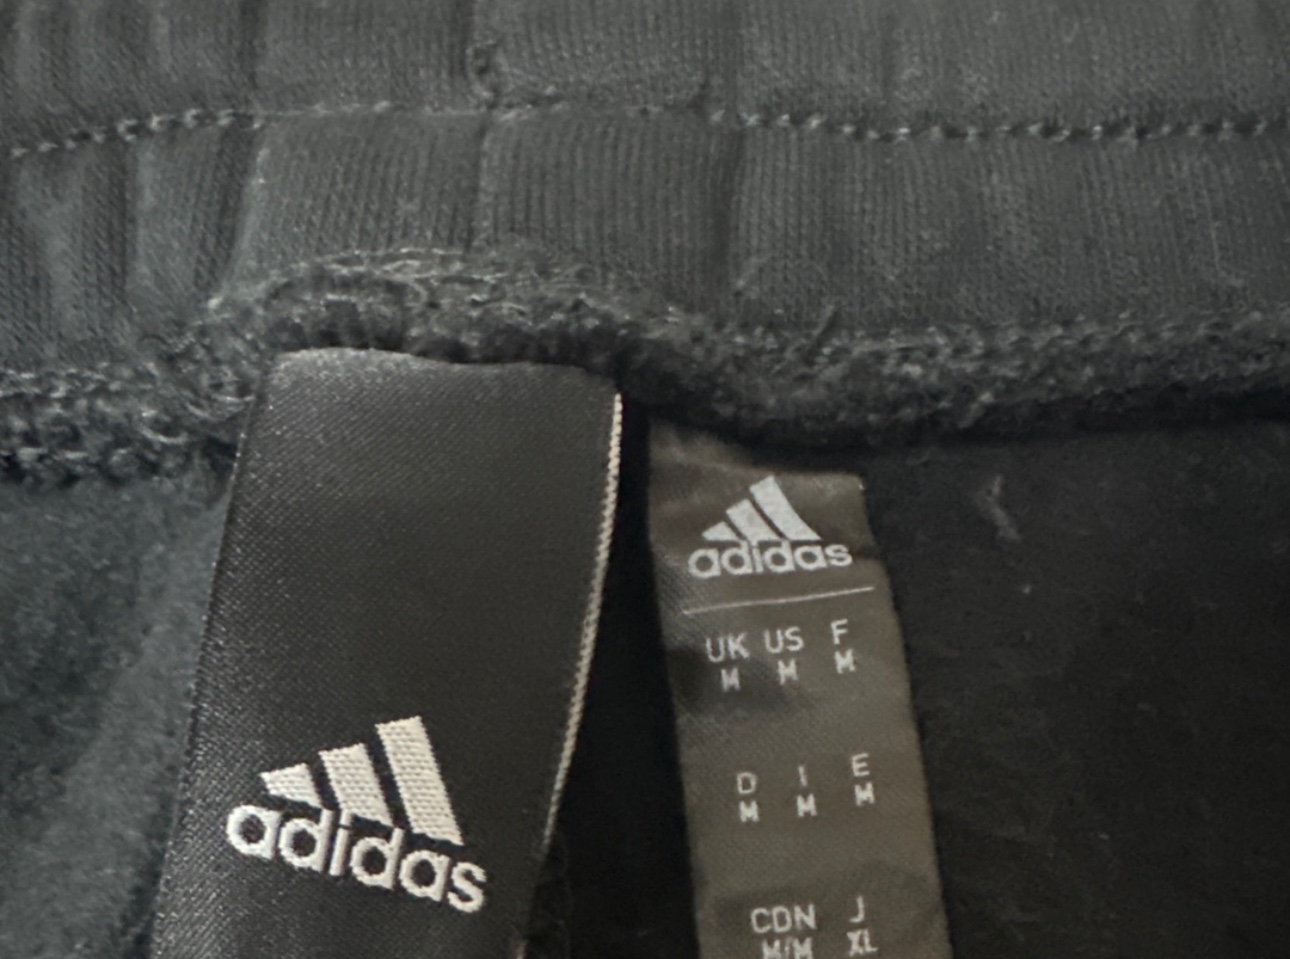 adidas
adidas
UK US F
M M M
D I E
M M M
CDN J
M/M XL